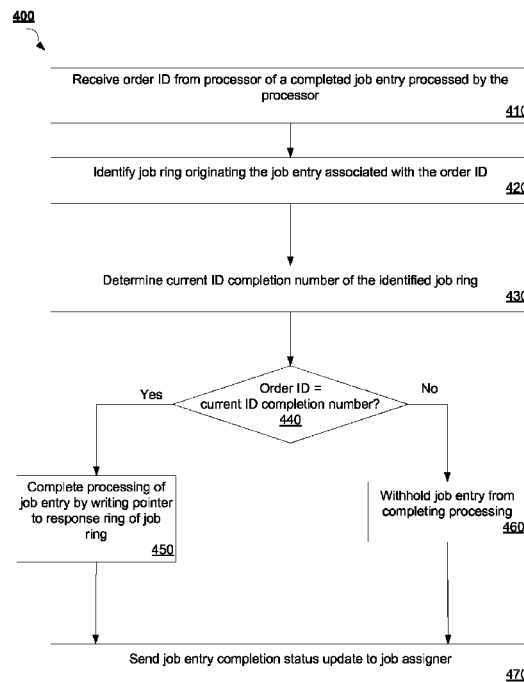 400
Receive order ID from processor of a completed job entry processed by the
processor
410
Identify job ring originating the job entry associated with the order ID
420
Determine current ID completion number of the identified job ring
430
Order ID =
current ID completion number?
440
Yes
No
Complete processing of
job entry by writing pointer
to response ring of job
ring
450
Withhold job entry from
completing processing
460
Send job entry completion status update to job assigner
470